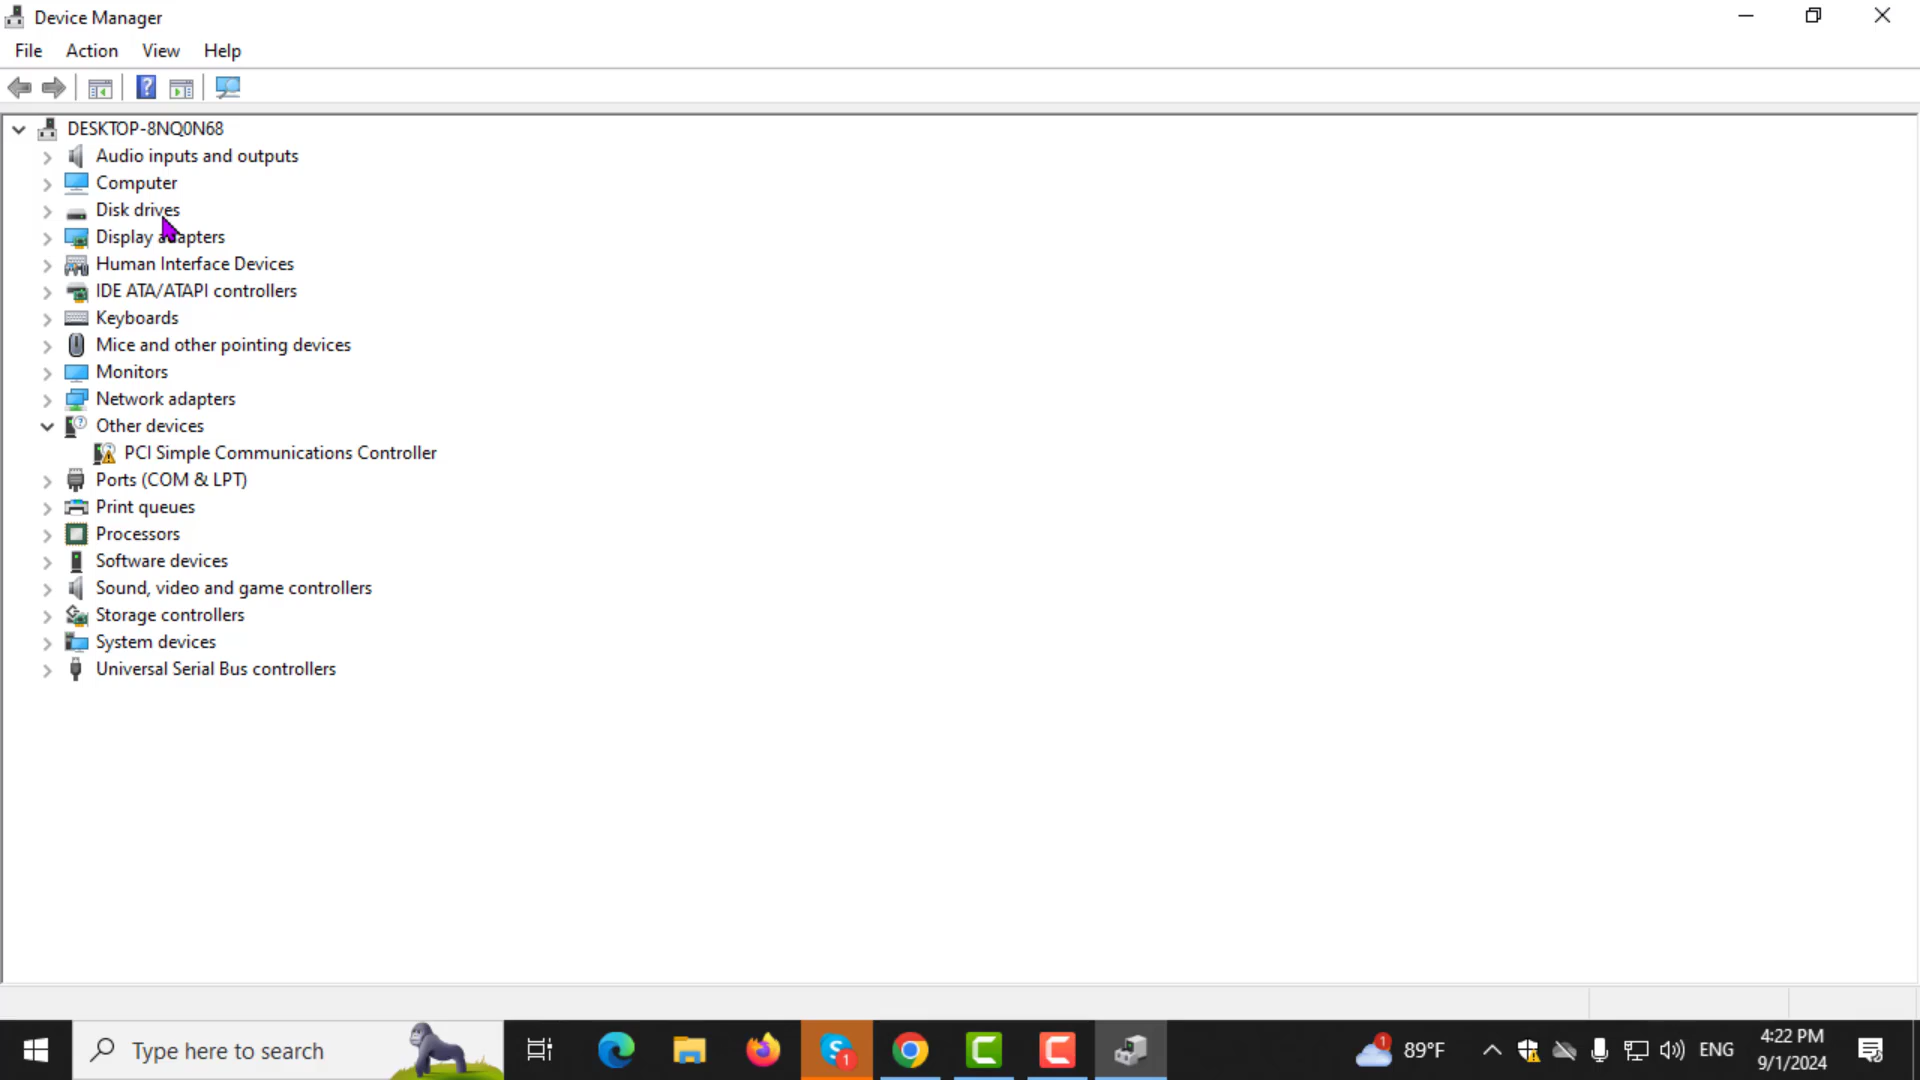 Device Manager
File Action View Help
DESKTOP-8NQ0N68
Audio inputs and outputs
Computer
Disk drives
Display adapters
Human Interface Devices
IDE ATA/ATAPI controllers
Keyboards
Mice and other pointing devices
Monitors
Network adapters
Other devices
PCI Simple Communications Controller
Ports (COM & LPT)
Print queues
Processors
Software devices
Sound, video and game controllers
Storage controllers
System devices
Universal Serial Bus controllers
Type here to search
1
1
89°F
ENG
4:22 PM
9/1/2024